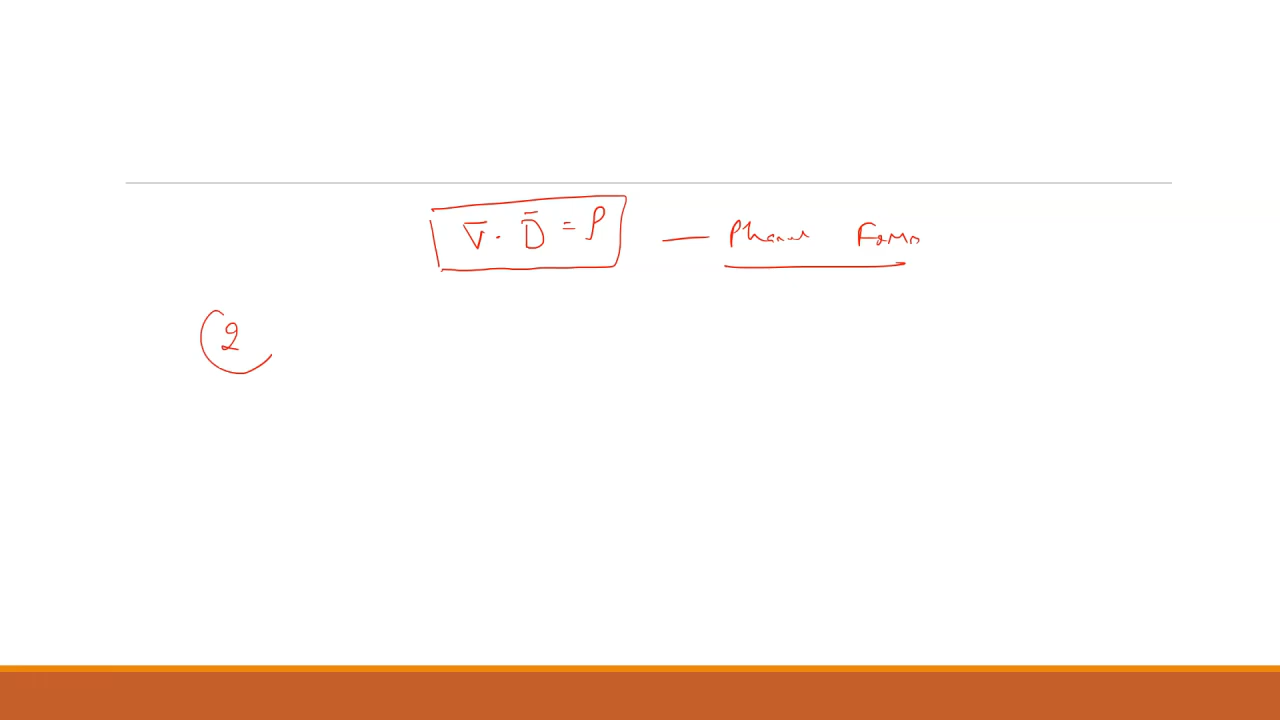 ∇̄ · D̄ = ρ — Phasor Form
2